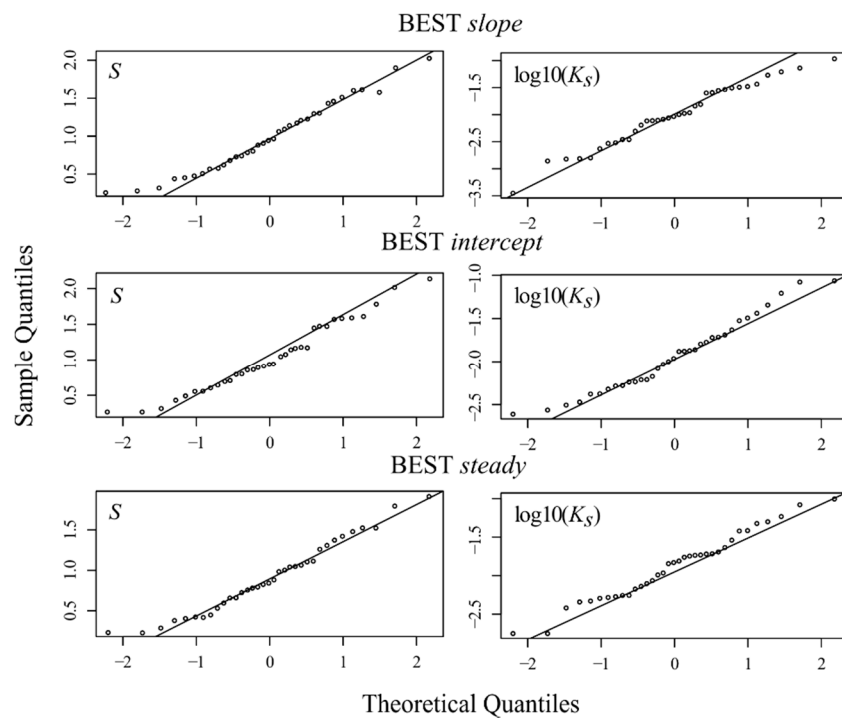 BEST slope
S
2.0
1.5
1.0
0.5
−2 −1 0 1 2
log10(Ks)
−1.5
−2.5
−3.5
−2 −1 0 1 2
BEST intercept
S
2.0
1.5
1.0
0.5
−2 −1 0 1 2
log10(Ks)
−1.0
−1.5
−2.0
−2.5
−2 −1 0 1 2
BEST steady
S
1.5
1.0
0.5
−2 −1 0 1 2
log10(Ks)
−1.5
−2.5
−2 −1 0 1 2
Sample Quantiles
Theoretical Quantiles